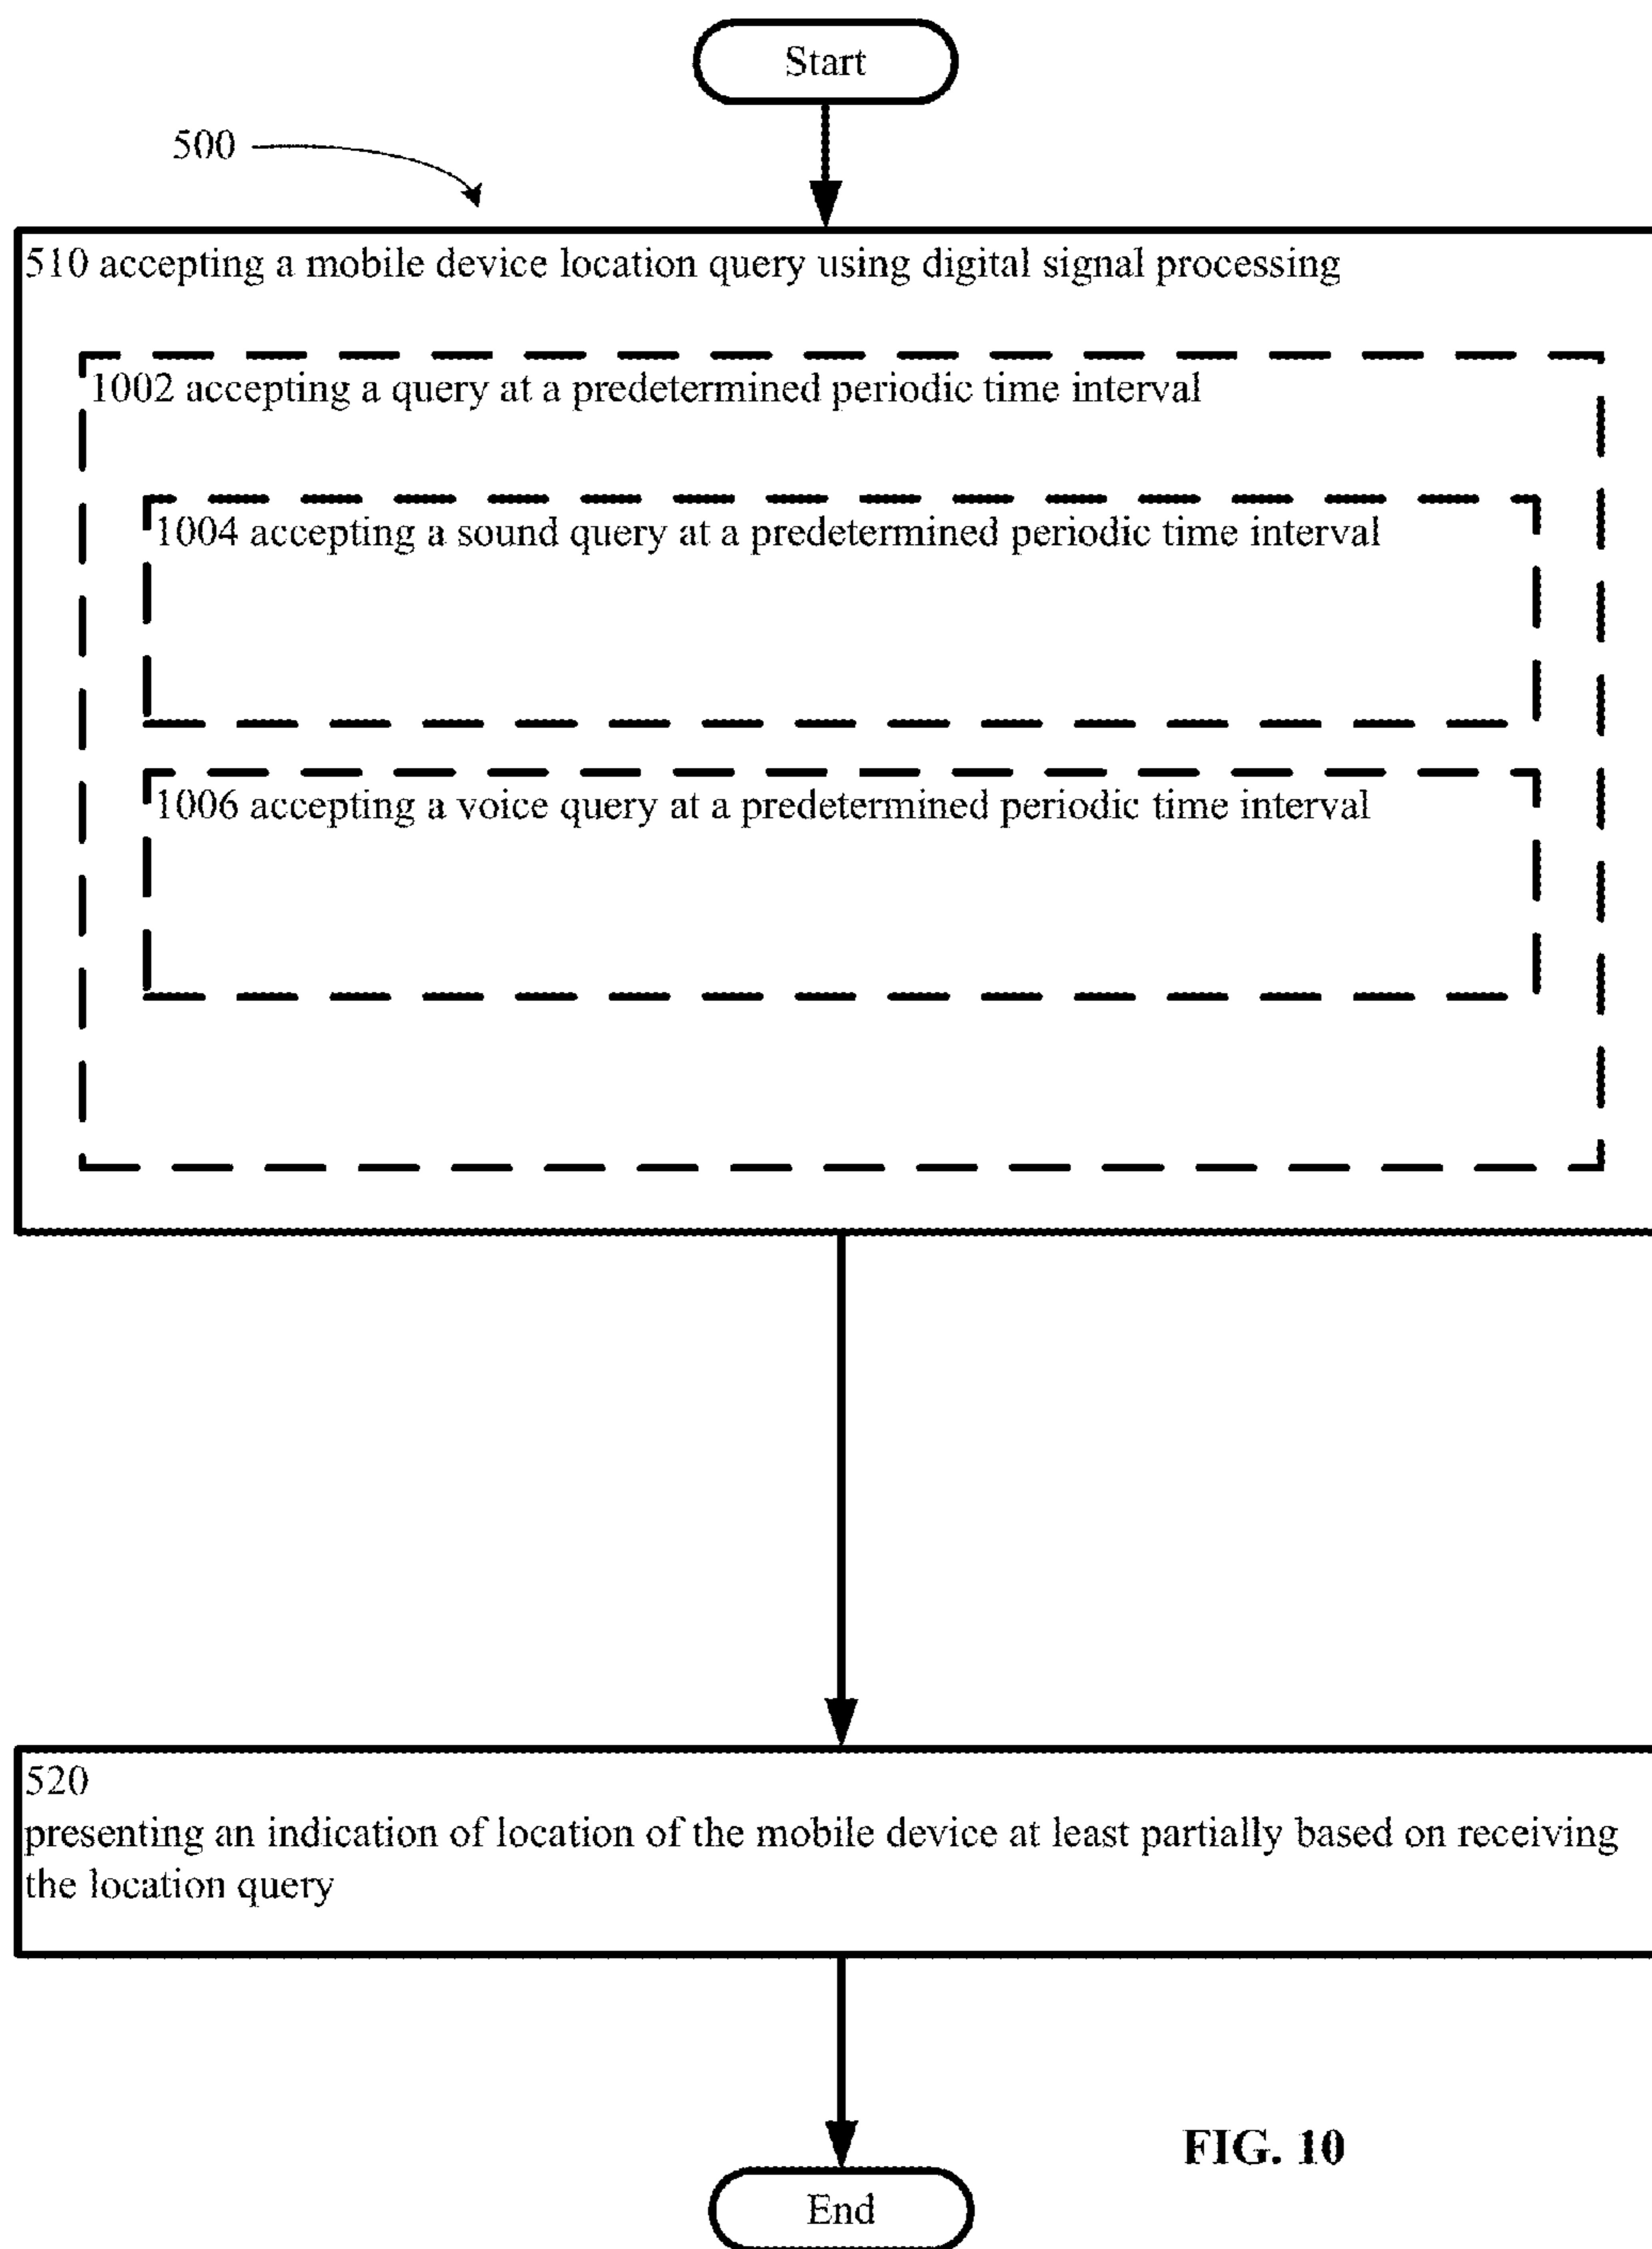 Start
500
510 accepting a mobile device location query using digital signal processing
1002 accepting a query at a predetermined periodic time interval
1004 accepting a sound query at a predetermined periodic time interval
1006 accepting a voice query at a predetermined periodic time interval
520
presenting an indication of location of the mobile device at least partially based on receiving
the location query
FIG. 10
End